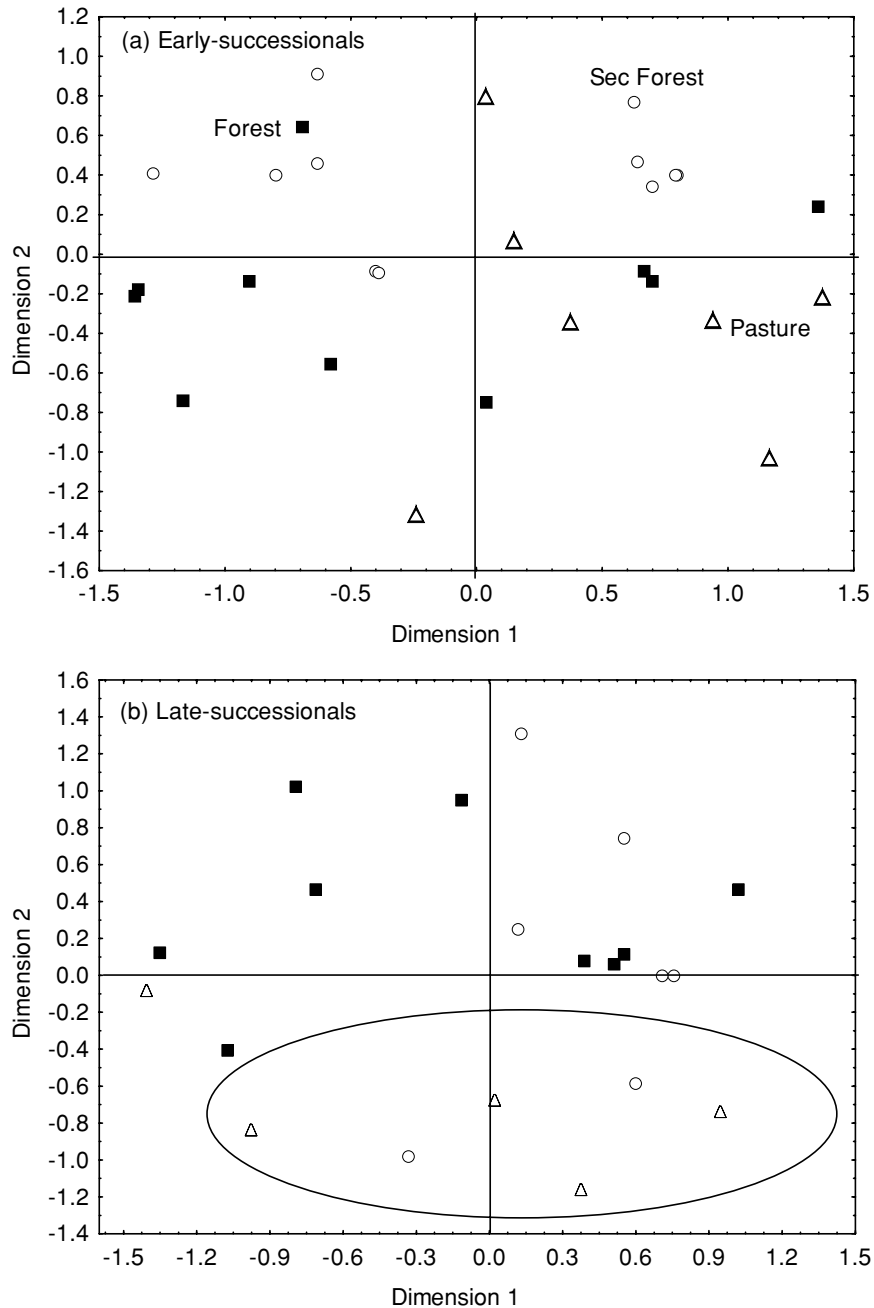 (a) Early-successionals
Sec Forest
Forest
Pasture
1.2
1.0
0.8
0.6
0.4
0.2
0.0
-0.2
-0.4
-0.6
-0.8
-1.0
-1.2
-1.4
-1.6
Dimension 2
-1.5 -1.0 -0.5 0.0 0.5 1.0 1.5
Dimension 1
(b) Late-successionals
1.6
1.4
1.2
1.0
0.8
0.6
0.4
0.2
0.0
-0.2
-0.4
-0.6
-0.8
-1.0
-1.2
-1.4
Dimension 2
-1.5 -1.2 -0.9 -0.6 -0.3 0.0 0.3 0.6 0.9 1.2 1.5
Dimension 1